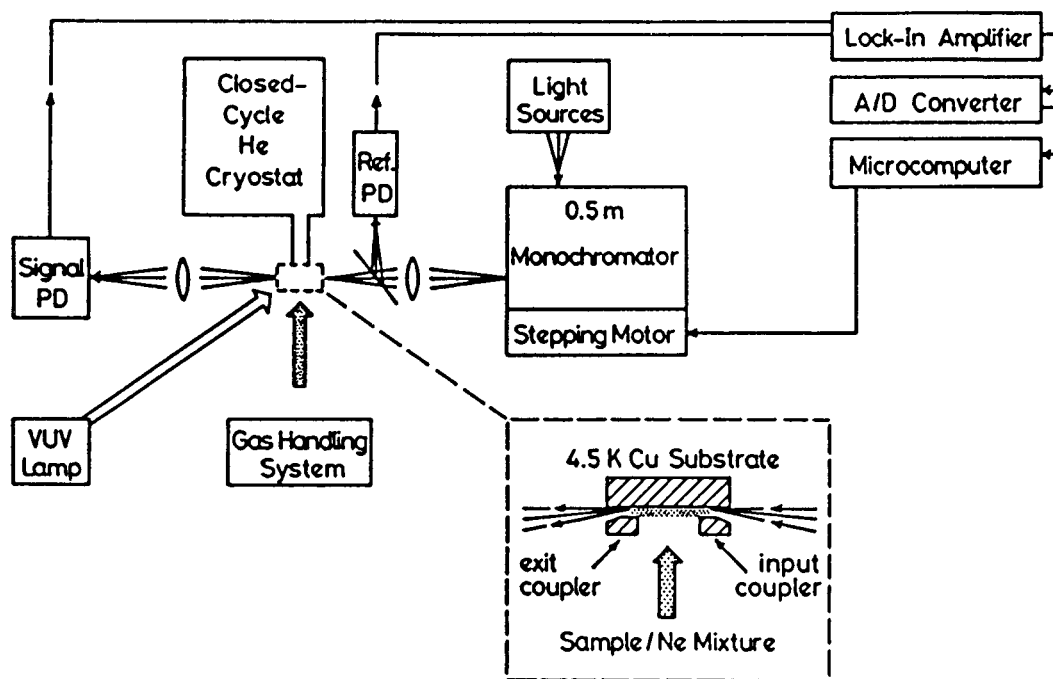 Lock-In Amplifier
A/D Converter
Microcomputer
Closed-
Cycle
He
Cryostat
Light
Sources
Ref.
PD
0.5 m
Monochromator
Stepping Motor
Signal
PD
VUV
Lamp
Gas Handling
System
4.5 K Cu Substrate
exit
coupler
input
coupler
Sample/Ne Mixture